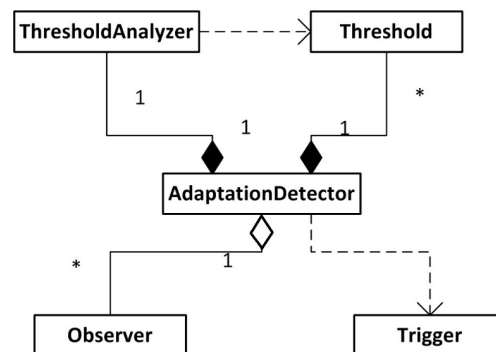 ThresholdAnalyzer
Threshold
1
*
1
1
AdaptationDetector
*
1
Observer
Trigger